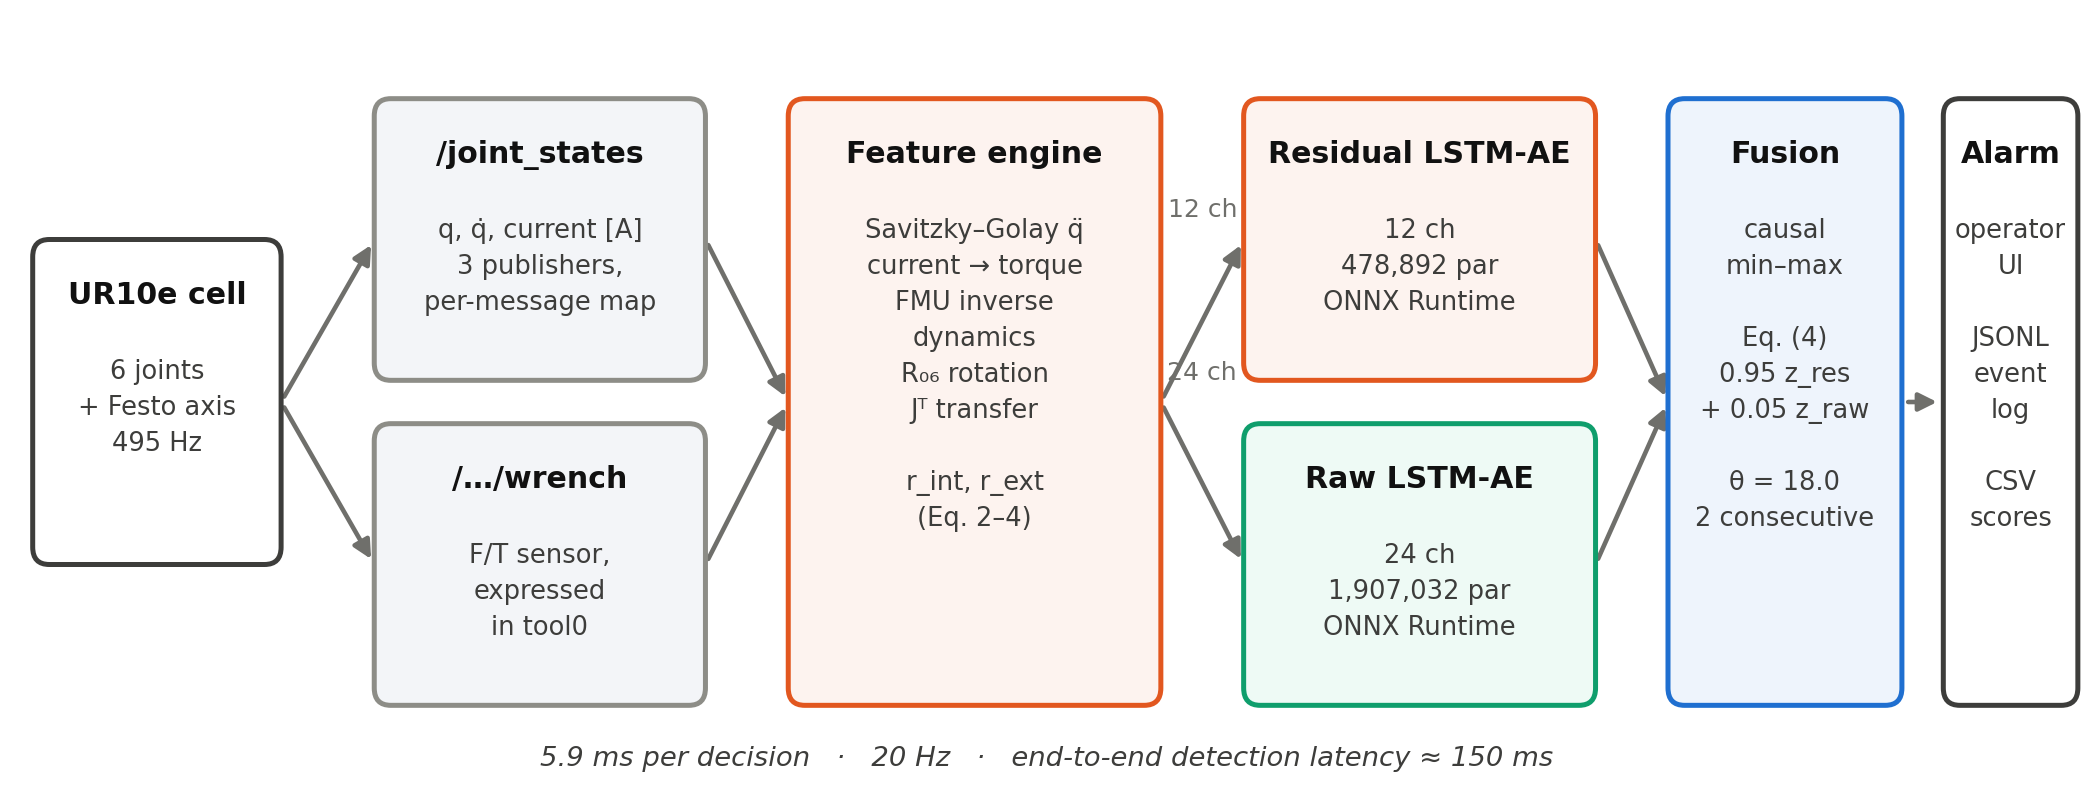 UR10e cell
6 joints
+ Festo axis
495 Hz
/joint_states
q, q̇, current [A]
3 publishers,
per-message map
/…/wrench
F/T sensor,
expressed
in tool0
Feature engine
Savitzky–Golay q̈
current → torque
FMU inverse
dynamics
R₀₆ rotation
Jᵀ transfer
r_int, r_ext
(Eq. 2–4)
12 ch
24 ch
Residual LSTM-AE
12 ch
478,892 par
ONNX Runtime
Raw LSTM-AE
24 ch
1,907,032 par
ONNX Runtime
Fusion
causal
min–max
Eq. (4)
0.95 z_res
+ 0.05 z_raw
θ = 18.0
2 consecutive
Alarm
operator
UI
JSONL
event
log
CSV
scores
5.9 ms per decision · 20 Hz · end-to-end detection latency ≈ 150 ms